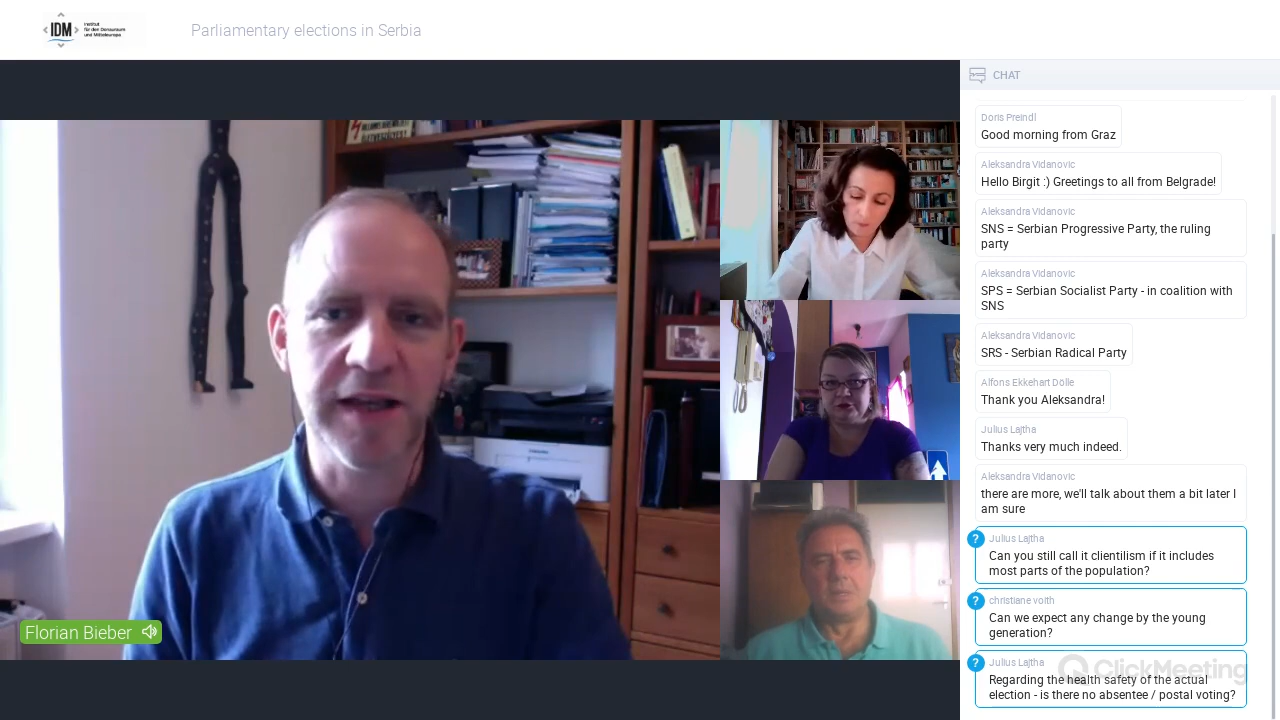 IDM
Institut
für den Donauraum
und Mitteleuropa
Parliamentary elections in Serbia
CHAT
Doris Preindl
Good morning from Graz
Aleksandra Vidanovic
Hello Birgit :) Greetings to all from Belgrade!
Aleksandra Vidanovic
SNS = Serbian Progressive Party, the ruling
party
Aleksandra Vidanovic
SPS = Serbian Socialist Party - in coalition with
SNS
Aleksandra Vidanovic
SRS - Serbian Radical Party
Alfons Ekkehart Dölle
Thank you Aleksandra!
Julius Lajtha
Thanks very much indeed.
Aleksandra Vidanovic
there are more, we'll talk about them a bit later I
am sure
?
Julius Lajtha
Can you still call it clientilism if it includes
most parts of the population?
?
christiane voith
Can we expect any change by the young
generation?
?
Julius Lajtha
Regarding the health safety of the actual
election - is there no absentee / postal voting?
ClickMeeting
Florian Bieber